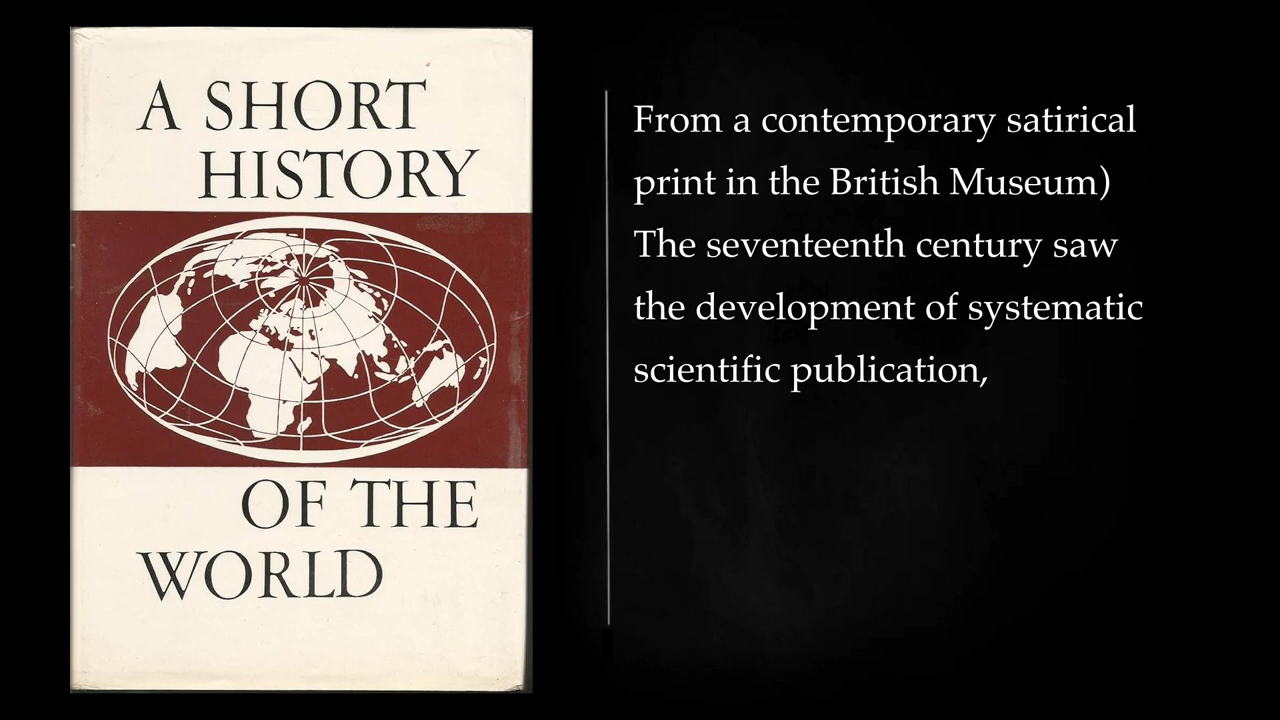 A SHORT
HISTORY
OF THE
WORLD
From a contemporary satirical
print in the British Museum)
The seventeenth century saw
the development of systematic
scientific publication,